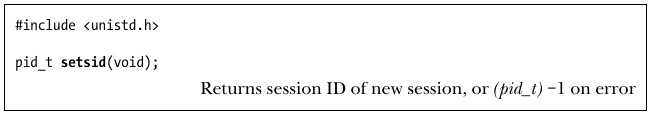 #include <unistd.h>
pid_t setsid(void);
Returns session ID of new session, or (pid_t) –1 on error